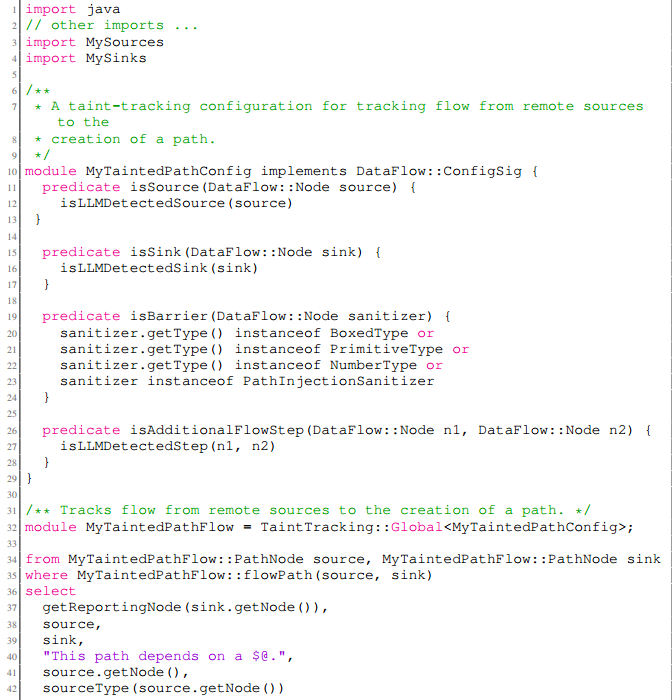 1 import java
2 // other imports ...
3 import MySources
4 import MySinks
5
6 /**
7 * A taint-tracking configuration for tracking flow from remote sources
to the
8 * creation of a path.
9 */
10 module MyTaintedPathConfig implements DataFlow::ConfigSig {
11 predicate isSource(DataFlow::Node source) {
12 isLLMDetectedSource(source)
13 }
14
15 predicate isSink(DataFlow::Node sink) {
16 isLLMDetectedSink(sink)
17 }
18
19 predicate isBarrier(DataFlow::Node sanitizer) {
20 sanitizer.getType() instanceof BoxedType or
21 sanitizer.getType() instanceof PrimitiveType or
22 sanitizer.getType() instanceof NumberType or
23 sanitizer instanceof PathInjectionSanitizer
24 }
25
26 predicate isAdditionalFlowStep(DataFlow::Node n1, DataFlow::Node n2) {
27 isLLMDetectedStep(n1, n2)
28 }
29 }
30
31 /** Tracks flow from remote sources to the creation of a path. */
32 module MyTaintedPathFlow = TaintTracking::Global<MyTaintedPathConfig>;
33
34 from MyTaintedPathFlow::PathNode source, MyTaintedPathFlow::PathNode sink
35 where MyTaintedPathFlow::flowPath(source, sink)
36 select
37 getReportingNode(sink.getNode()),
38 source,
39 sink,
40 "This path depends on a $@.",
41 source.getNode(),
42 sourceType(source.getNode())